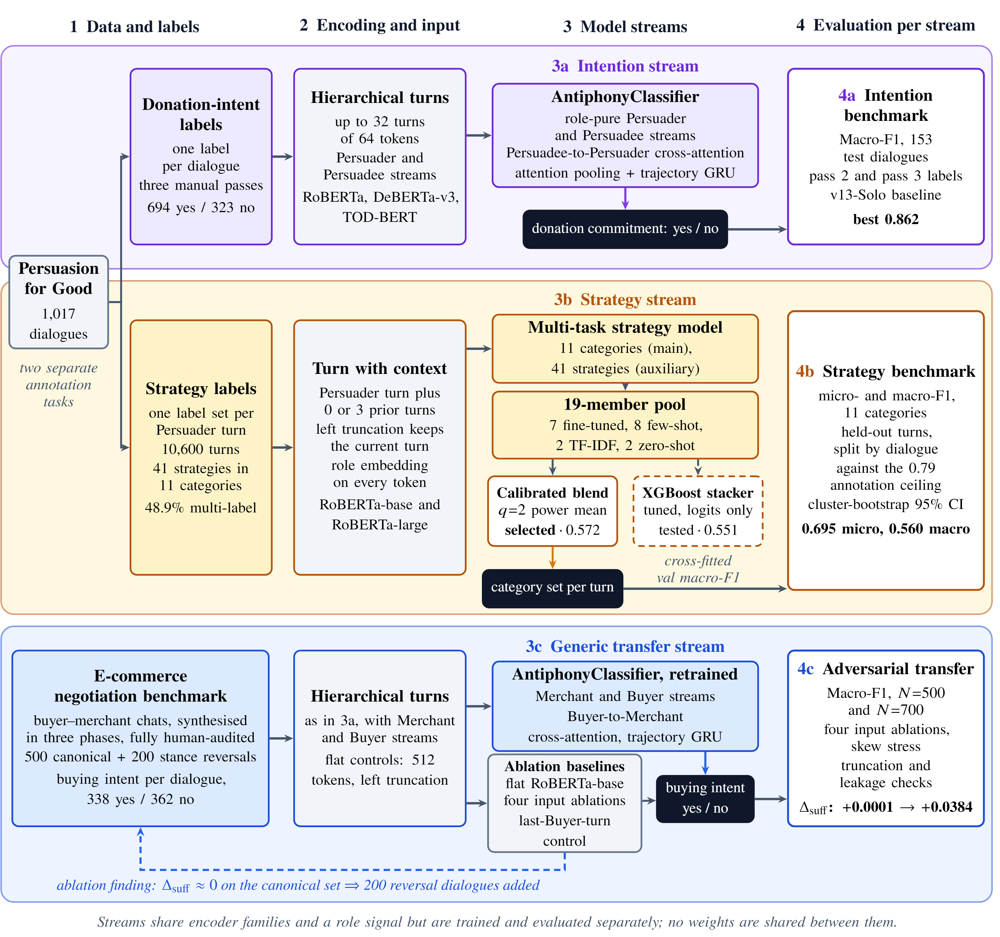 1 Data and labels
2 Encoding and input
3 Model streams
4 Evaluation per stream
3a Intention stream
Donation-intent
labels
one label
per dialogue
three manual passes
694 yes / 323 no
Hierarchical turns
up to 32 turns
of 64 tokens
Persuader and
Persuadee streams
RoBERTa, DeBERTa-v3,
TOD-BERT
AntiphonyClassifier
role-pure Persuader
and Persuadee streams
Persuadee-to-Persuader cross-attention
attention pooling + trajectory GRU
donation commitment: yes / no
4a Intention
benchmark
Macro-F1, 153
test dialogues
pass 2 and pass 3 labels
v13-Solo baseline
best 0.862
Persuasion
for Good
1,017
dialogues
two separate
annotation
tasks
3b Strategy stream
Strategy labels
one label set per
Persuader turn
10,600 turns
41 strategies in
11 categories
48.9% multi-label
Turn with context
Persuader turn plus
0 or 3 prior turns
left truncation keeps
the current turn
role embedding
on every token
RoBERTa-base and
RoBERTa-large
Multi-task strategy model
11 categories (main),
41 strategies (auxiliary)
19-member pool
7 fine-tuned, 8 few-shot,
2 TF-IDF, 2 zero-shot
Calibrated blend
q=2 power mean
selected · 0.572
XGBoost stacker
tuned, logits only
tested · 0.551
cross-fitted
val macro-F1
category set per turn
4b Strategy benchmark
micro- and macro-F1,
11 categories
held-out turns,
split by dialogue
against the 0.79
annotation ceiling
cluster-bootstrap 95% CI
0.695 micro, 0.560 macro
3c Generic transfer stream
E-commerce
negotiation benchmark
buyer–merchant chats, synthesised
in three phases, fully human-audited
500 canonical + 200 stance reversals
buying intent per dialogue,
338 yes / 362 no
Hierarchical turns
as in 3a, with Merchant
and Buyer streams
flat controls: 512
tokens, left truncation
AntiphonyClassifier, retrained
Merchant and Buyer streams
Buyer-to-Merchant
cross-attention, trajectory GRU
Ablation baselines
flat RoBERTa-base
four input ablations
last-Buyer-turn
control
buying intent
yes / no
4c Adversarial transfer
Macro-F1, N=500
and N=700
four input ablations,
skew stress
truncation and
leakage checks
Δsuff: +0.0001 → +0.0384
ablation finding: Δsuff ≈ 0 on the canonical set ⟹ 200 reversal dialogues added
Streams share encoder families and a role signal but are trained and evaluated separately; no weights are shared between them.